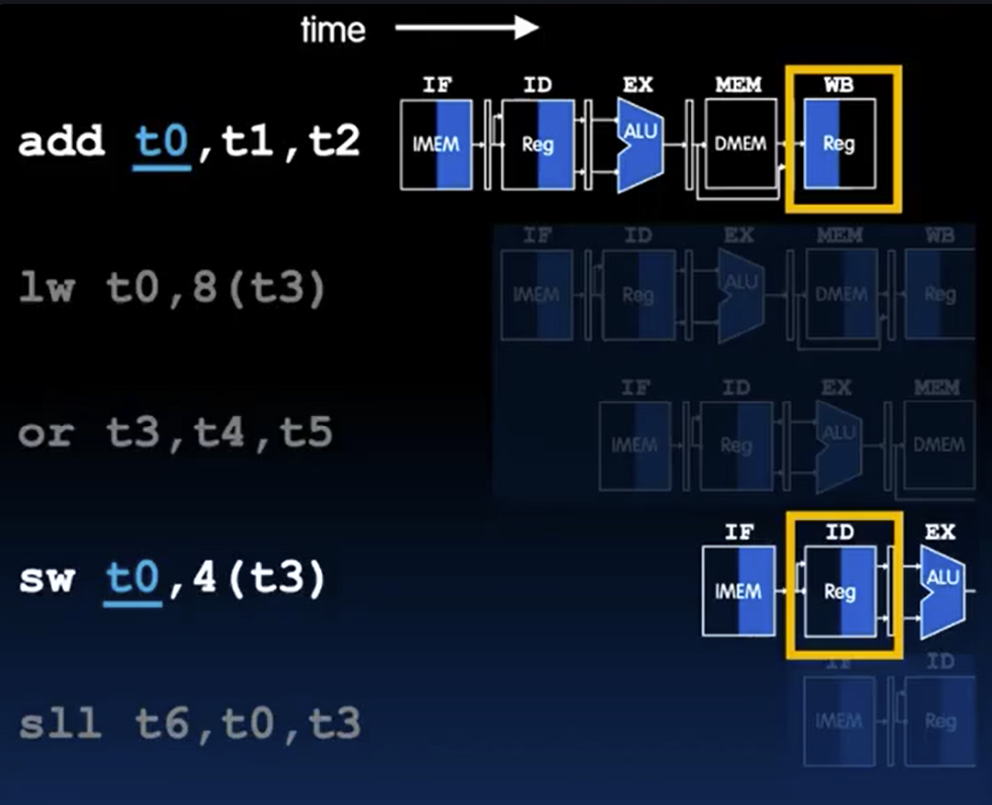 time
IF ID EX MEM WB
add t0,t1,t2 IMEM Reg ALU DMEM Reg
IF ID EX MEM WB
lw t0,8(t3) IMEM Reg ALU DMEM Reg
IF ID EX MEM
or t3,t4,t5 IMEM Reg ALU DMEM
IF ID EX
sw t0,4(t3) IMEM Reg ALU
IF ID
sll t6,t0,t3 IMEM Reg